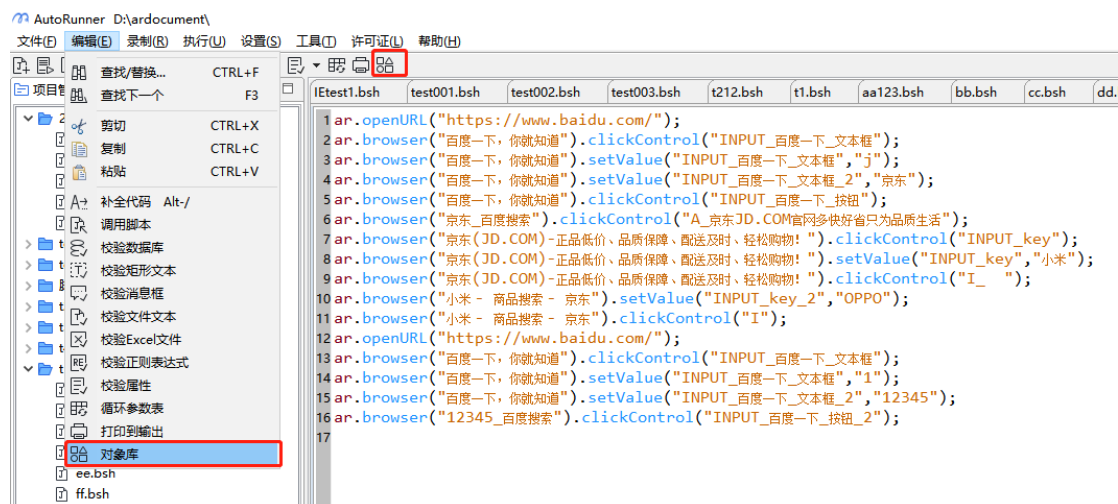 AutoRunner D:\ardocument\
文件(F) 编辑(E) 录制(R) 执行(U) 设置(S) 工具(T) 许可证(L) 帮助(H)
项目管
查找/替换... CTRL+F
查找下一个 F3
剪切 CTRL+X
复制 CTRL+C
粘贴 CTRL+V
补全代码 Alt-/
调用脚本
校验数据库
校验矩形文本
校验消息框
校验文件文本
校验Excel文件
校验正则表达式
校验属性
循环参数表
打印到输出
对象库
ee.bsh
ff.bsh
IEtest1.bsh test001.bsh test002.bsh test003.bsh t212.bsh t1.bsh aa123.bsh bb.bsh cc.bsh dd.
1 ar.openURL("https://www.baidu.com/");
2 ar.browser("百度一下，你就知道").clickControl("INPUT_百度一下_文本框");
3 ar.browser("百度一下，你就知道").setValue("INPUT_百度一下_文本框","j");
4 ar.browser("百度一下，你就知道").setValue("INPUT_百度一下_文本框_2","京东");
5 ar.browser("百度一下，你就知道").clickControl("INPUT_百度一下_按钮");
6 ar.browser("京东_百度搜索").clickControl("A_京东JD.COM官网多快好省只为品质生活");
7 ar.browser("京东(JD.COM)-正品低价、品质保障、配送及时、轻松购物！").clickControl("INPUT_key");
8 ar.browser("京东(JD.COM)-正品低价、品质保障、配送及时、轻松购物！").setValue("INPUT_key","小米");
9 ar.browser("京东(JD.COM)-正品低价、品质保障、配送及时、轻松购物！").clickControl("I_  ");
10 ar.browser("小米 - 商品搜索 - 京东").setValue("INPUT_key_2","OPPO");
11 ar.browser("小米 - 商品搜索 - 京东").clickControl("I");
12 ar.openURL("https://www.baidu.com/");
13 ar.browser("百度一下，你就知道").clickControl("INPUT_百度一下_文本框");
14 ar.browser("百度一下，你就知道").setValue("INPUT_百度一下_文本框","1");
15 ar.browser("百度一下，你就知道").setValue("INPUT_百度一下_文本框_2","12345");
16 ar.browser("12345_百度搜索").clickControl("INPUT_百度一下_按钮_2");
17